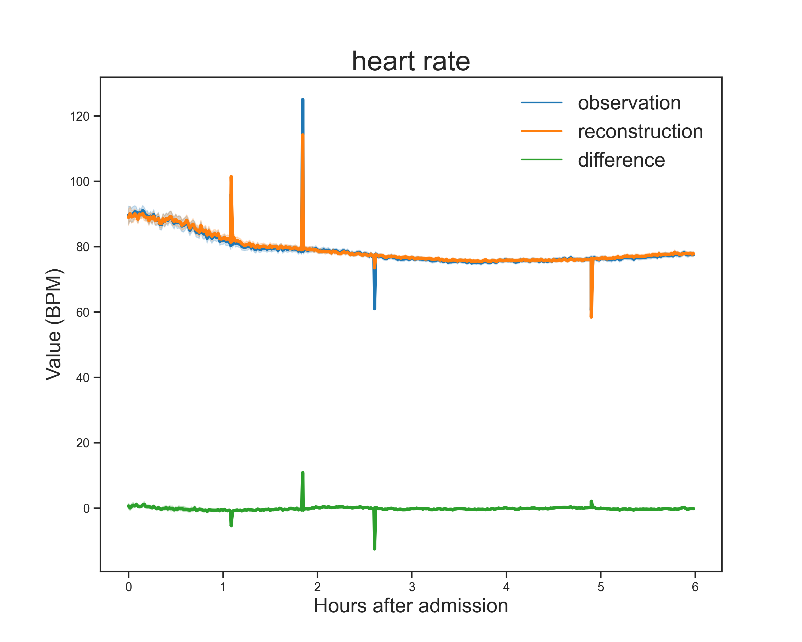 heart rate
observation
reconstruction
difference
Value (BPM)
120
100
80
60
40
20
0
0 1 2 3 4 5 6
Hours after admission